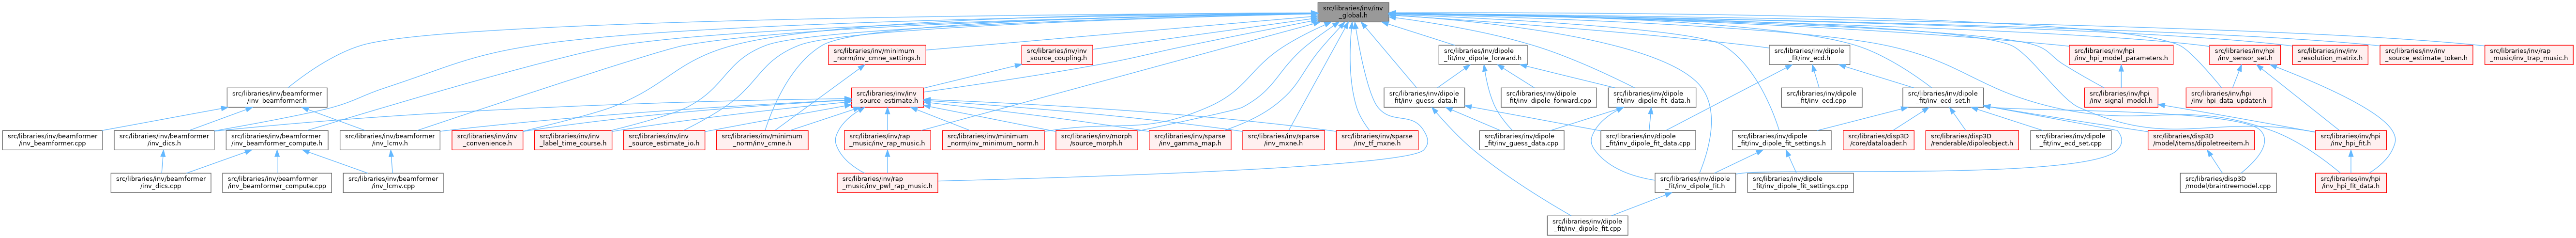 src/libraries/inv/inv
_global.h
src/libraries/inv/minimum
_norm/inv_cmne_settings.h
src/libraries/inv/inv
_source_coupling.h
src/libraries/inv/dipole
_fit/inv_dipole_forward.h
src/libraries/inv/dipole
_fit/inv_ecd.h
src/libraries/inv/hpi
/inv_hpi_model_parameters.h
src/libraries/inv/hpi
/inv_sensor_set.h
src/libraries/inv/inv
_resolution_matrix.h
src/libraries/inv/inv
_source_estimate_token.h
src/libraries/inv/rap
_music/inv_trap_music.h
src/libraries/inv/beamformer
/inv_beamformer.h
src/libraries/inv/inv
_source_estimate.h
src/libraries/inv/dipole
_fit/inv_guess_data.h
src/libraries/inv/dipole
_fit/inv_dipole_forward.cpp
src/libraries/inv/dipole
_fit/inv_dipole_fit_data.h
src/libraries/inv/dipole
_fit/inv_ecd.cpp
src/libraries/inv/dipole
_fit/inv_ecd_set.h
src/libraries/inv/hpi
/inv_signal_model.h
src/libraries/inv/hpi
/inv_hpi_data_updater.h
src/libraries/inv/beamformer
/inv_beamformer.cpp
src/libraries/inv/beamformer
/inv_dics.h
src/libraries/inv/beamformer
/inv_beamformer_compute.h
src/libraries/inv/beamformer
/inv_lcmv.h
src/libraries/inv/inv
_convenience.h
src/libraries/inv/inv
_label_time_course.h
src/libraries/inv/inv
_source_estimate_io.h
src/libraries/inv/minimum
_norm/inv_cmne.h
src/libraries/inv/rap
_music/inv_rap_music.h
src/libraries/inv/minimum
_norm/inv_minimum_norm.h
src/libraries/inv/morph
/source_morph.h
src/libraries/inv/sparse
/inv_gamma_map.h
src/libraries/inv/sparse
/inv_mxne.h
src/libraries/inv/sparse
/inv_tf_mxne.h
src/libraries/inv/dipole
_fit/inv_guess_data.cpp
src/libraries/inv/dipole
_fit/inv_dipole_fit_data.cpp
src/libraries/inv/dipole
_fit/inv_dipole_fit_settings.h
src/libraries/disp3D
/core/dataloader.h
src/libraries/disp3D
/renderable/dipoleobject.h
src/libraries/inv/dipole
_fit/inv_ecd_set.cpp
src/libraries/disp3D
/model/items/dipoletreeitem.h
src/libraries/inv/hpi
/inv_hpi_fit.h
src/libraries/inv/beamformer
/inv_dics.cpp
src/libraries/inv/beamformer
/inv_beamformer_compute.cpp
src/libraries/inv/beamformer
/inv_lcmv.cpp
src/libraries/inv/rap
_music/inv_pwl_rap_music.h
src/libraries/inv/dipole
_fit/inv_dipole_fit.h
src/libraries/inv/dipole
_fit/inv_dipole_fit_settings.cpp
src/libraries/disp3D
/model/braintreemodel.cpp
src/libraries/inv/hpi
/inv_hpi_fit_data.h
src/libraries/inv/dipole
_fit/inv_dipole_fit.cpp